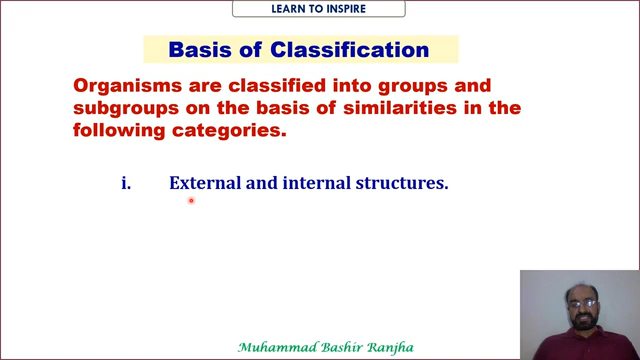 LEARN TO INSPIRE
Basis of Classification
Organisms are classified into groups and
subgroups on the basis of similarities in the
following categories.
i. External and internal structures.
Muhammad Bashir Ranjha